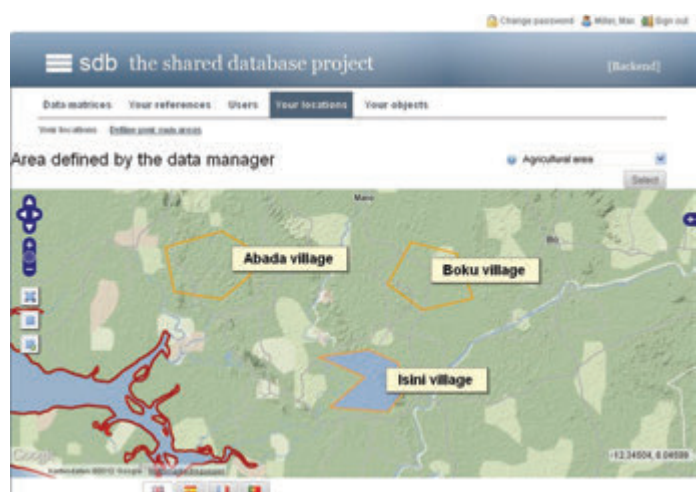 Change password Miller, Max Sign out
sdb the shared database project
[Backend]
Data matrices Your references Users Your locations Your objects
Your locations Define your own areas
Area defined by the data manager
Agricultural area
Select
Mano
Bo
Abada village
Boku village
Isini village
Google